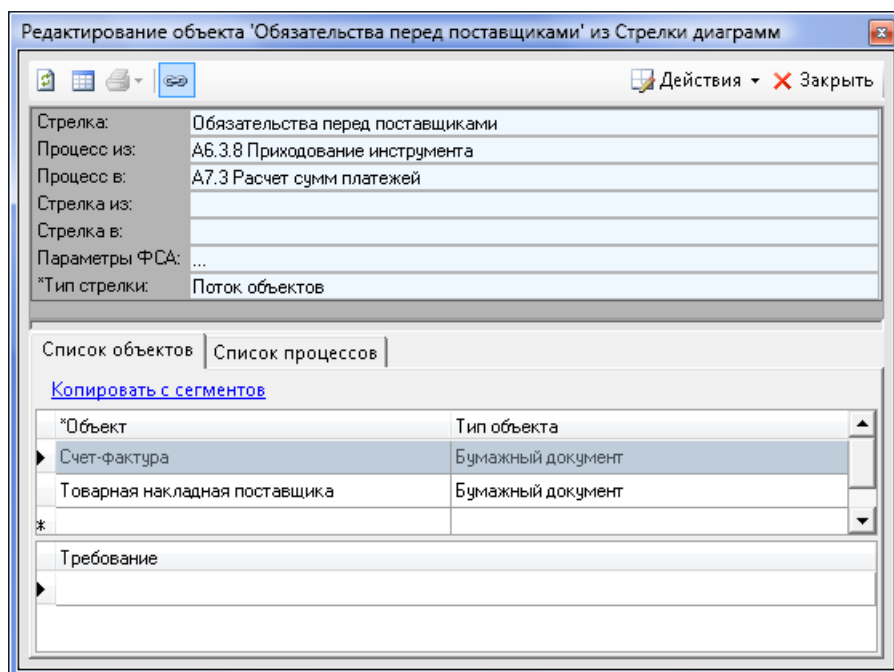 Редактирование объекта 'Обязательства перед поставщиками' из Стрелки диаграмм
Действия Закрыть
Стрелка: Обязательства перед поставщиками
Процесс из: A6.3.8 Приходование инструмента
Процесс в: A7.3 Расчет сумм платежей
Стрелка из:
Стрелка в:
Параметры ФСА: ...
*Тип стрелки: Поток объектов
Список объектов Список процессов
Копировать с сегментов
*Объект Тип объекта
Счет-фактура Бумажный документ
Товарная накладная поставщика Бумажный документ
*
Требование